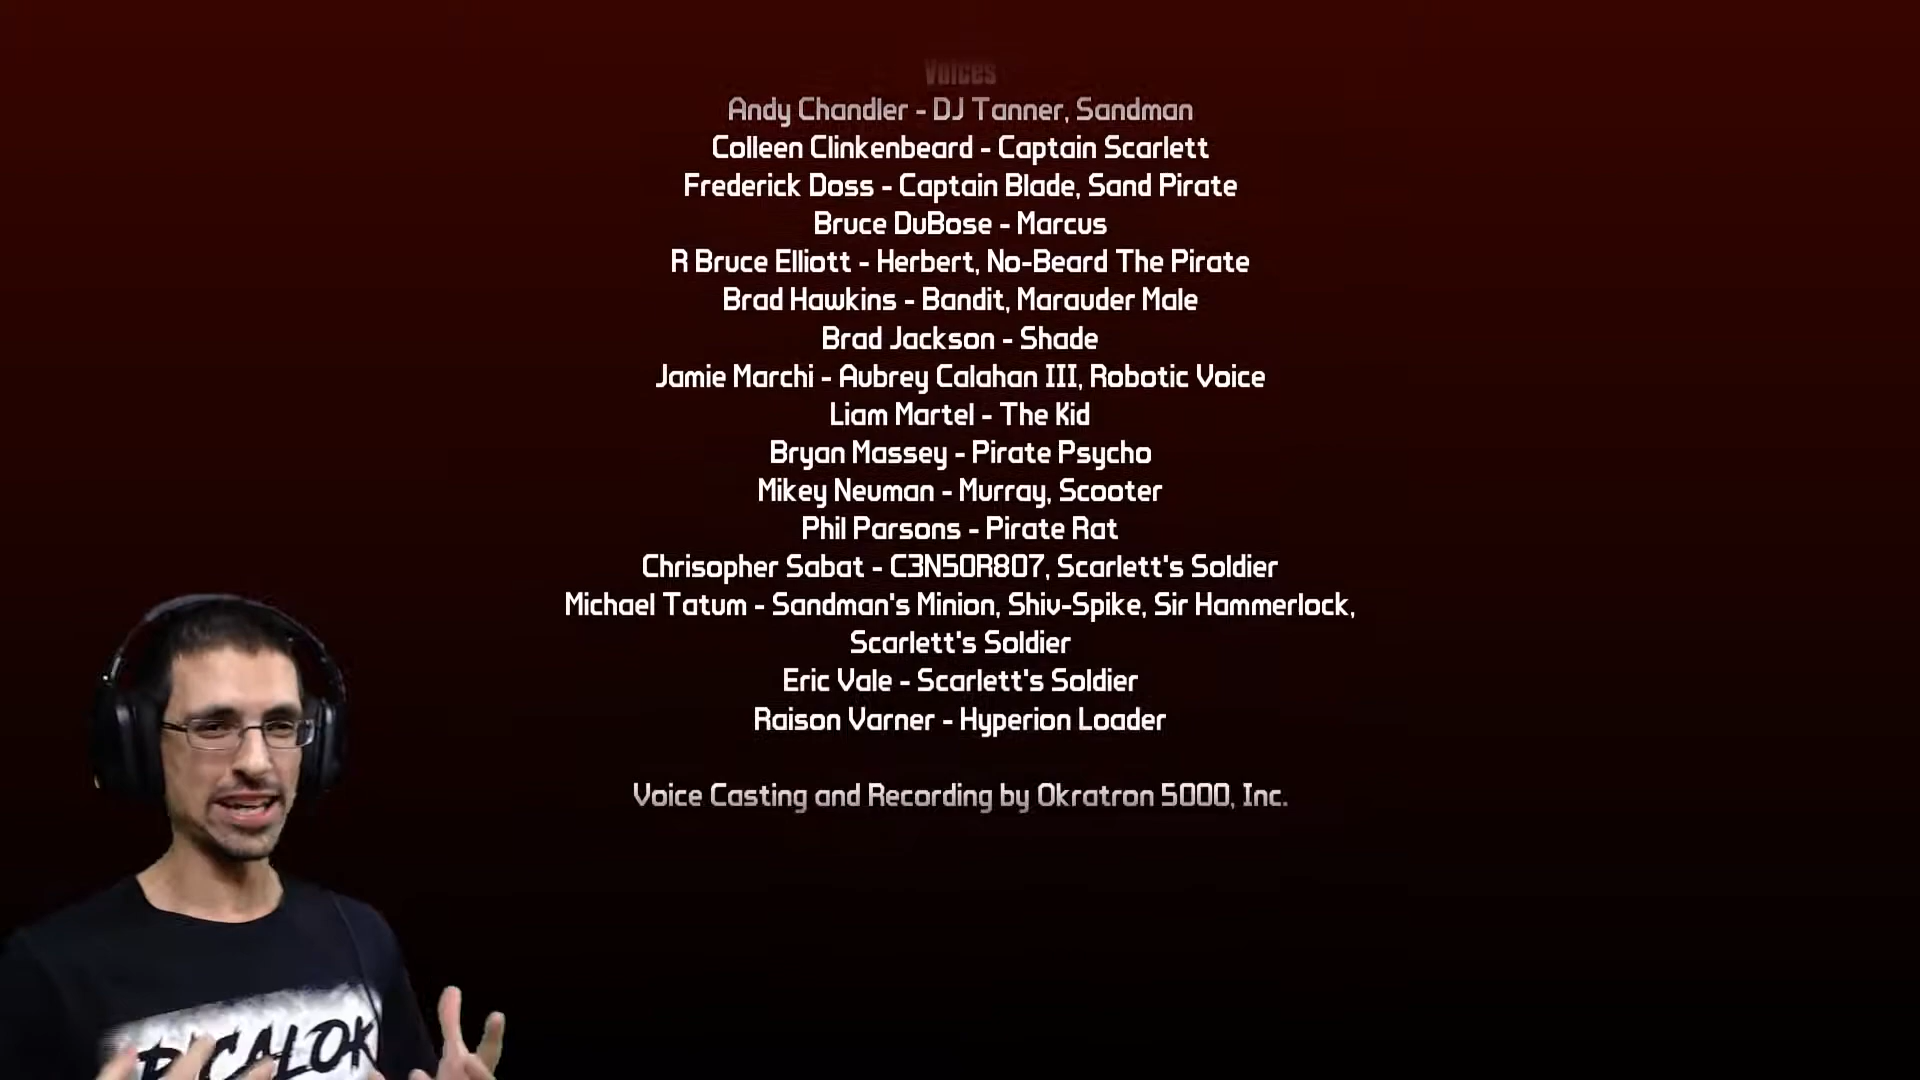 Voices
Andy Chandler - DJ Tanner, Sandman
Colleen Clinkenbeard - Captain Scarlett
Frederick Doss - Captain Blade, Sand Pirate
Bruce DuBose - Marcus
R Bruce Elliott - Herbert, No-Beard The Pirate
Brad Hawkins - Bandit, Marauder Male
Brad Jackson - Shade
Jamie Marchi - Aubrey Calahan III, Robotic Voice
Liam Martel - The Kid
Bryan Massey - Pirate Psycho
Mikey Neuman - Murray, Scooter
Phil Parsons - Pirate Rat
Chrisopher Sabat - C3N50R807, Scarlett's Soldier
Michael Tatum - Sandman's Minion, Shiv-Spike, Sir Hammerlock,
Scarlett's Soldier
Eric Vale - Scarlett's Soldier
Raison Varner - Hyperion Loader
Voice Casting and Recording by Okratron 5000, Inc.